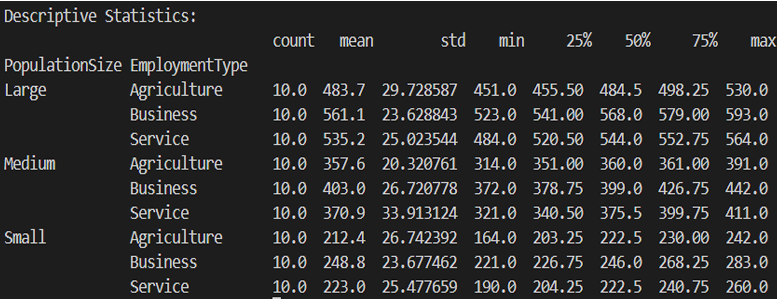 Descriptive Statistics:
count mean std min 25% 50% 75% max
PopulationSize EmploymentType
Large Agriculture 10.0 483.7 29.728587 451.0 455.50 484.5 498.25 530.0
Business 10.0 561.1 23.628843 523.0 541.00 568.0 579.00 593.0
Service 10.0 535.2 25.023544 484.0 520.50 544.0 552.75 564.0
Medium Agriculture 10.0 357.6 20.320761 314.0 351.00 360.0 361.00 391.0
Business 10.0 403.0 26.720778 372.0 378.75 399.0 426.75 442.0
Service 10.0 370.9 33.913124 321.0 340.50 375.5 399.75 411.0
Small Agriculture 10.0 212.4 26.742392 164.0 203.25 222.5 230.00 242.0
Business 10.0 248.8 23.677462 221.0 226.75 246.0 268.25 283.0
Service 10.0 223.0 25.477659 190.0 204.25 222.5 240.75 260.0